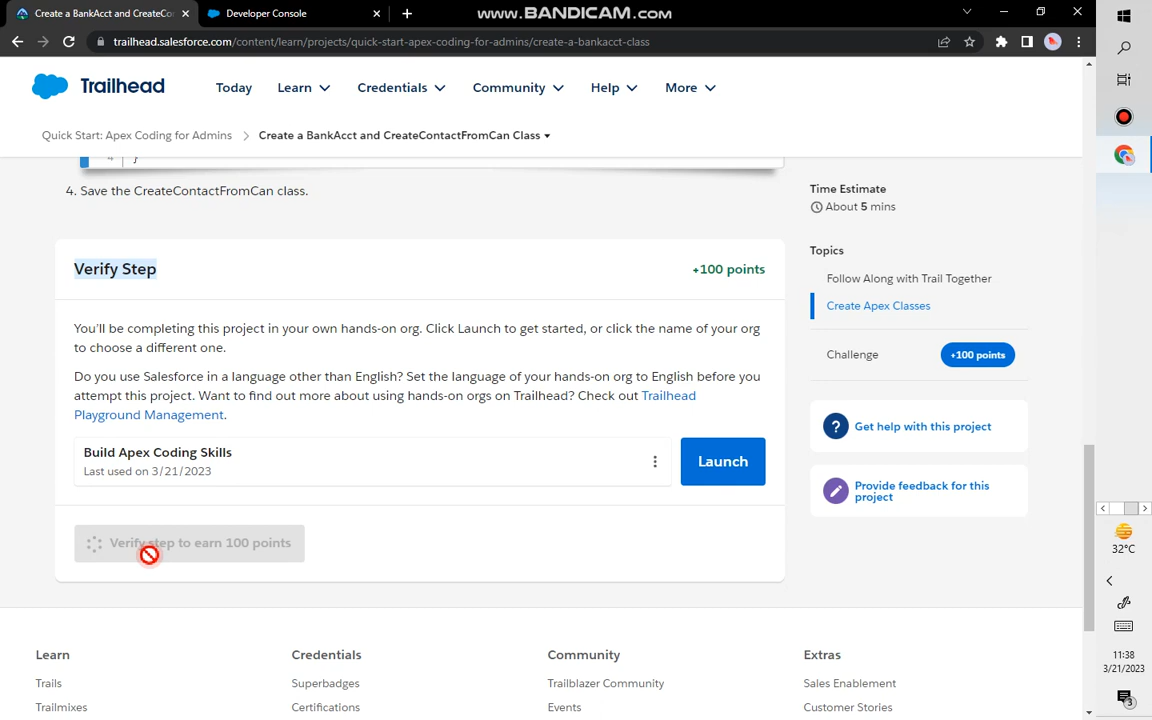 Create a BankAcct and CreateCo
Developer Console
www.BANDICAM.com
trailhead.salesforce.com/content/learn/projects/quick-start-apex-coding-for-admins/create-a-bankacct-class
Trailhead
Today
Learn
Credentials
Community
Help
More
Quick Start: Apex Coding for Admins
Create a BankAcct and CreateContactFromCan Class
4 }
4. Save the CreateContactFromCan class.
Time Estimate
About 5 mins
Topics
Follow Along with Trail Together
Create Apex Classes
Challenge
+100 points
Get help with this project
Provide feedback for this
project
Verify Step
+100 points
You'll be completing this project in your own hands-on org. Click Launch to get started, or click the name of your org
to choose a different one.
Do you use Salesforce in a language other than English? Set the language of your hands-on org to English before you
attempt this project. Want to find out more about using hands-on orgs on Trailhead? Check out Trailhead
Playground Management.
Build Apex Coding Skills
Last used on 3/21/2023
Launch
Verify step to earn 100 points
Learn
Credentials
Community
Extras
Trails
Superbadges
Trailblazer Community
Sales Enablement
Trailmixes
Certifications
Events
Customer Stories
32°C
11:38
3/21/2023
3